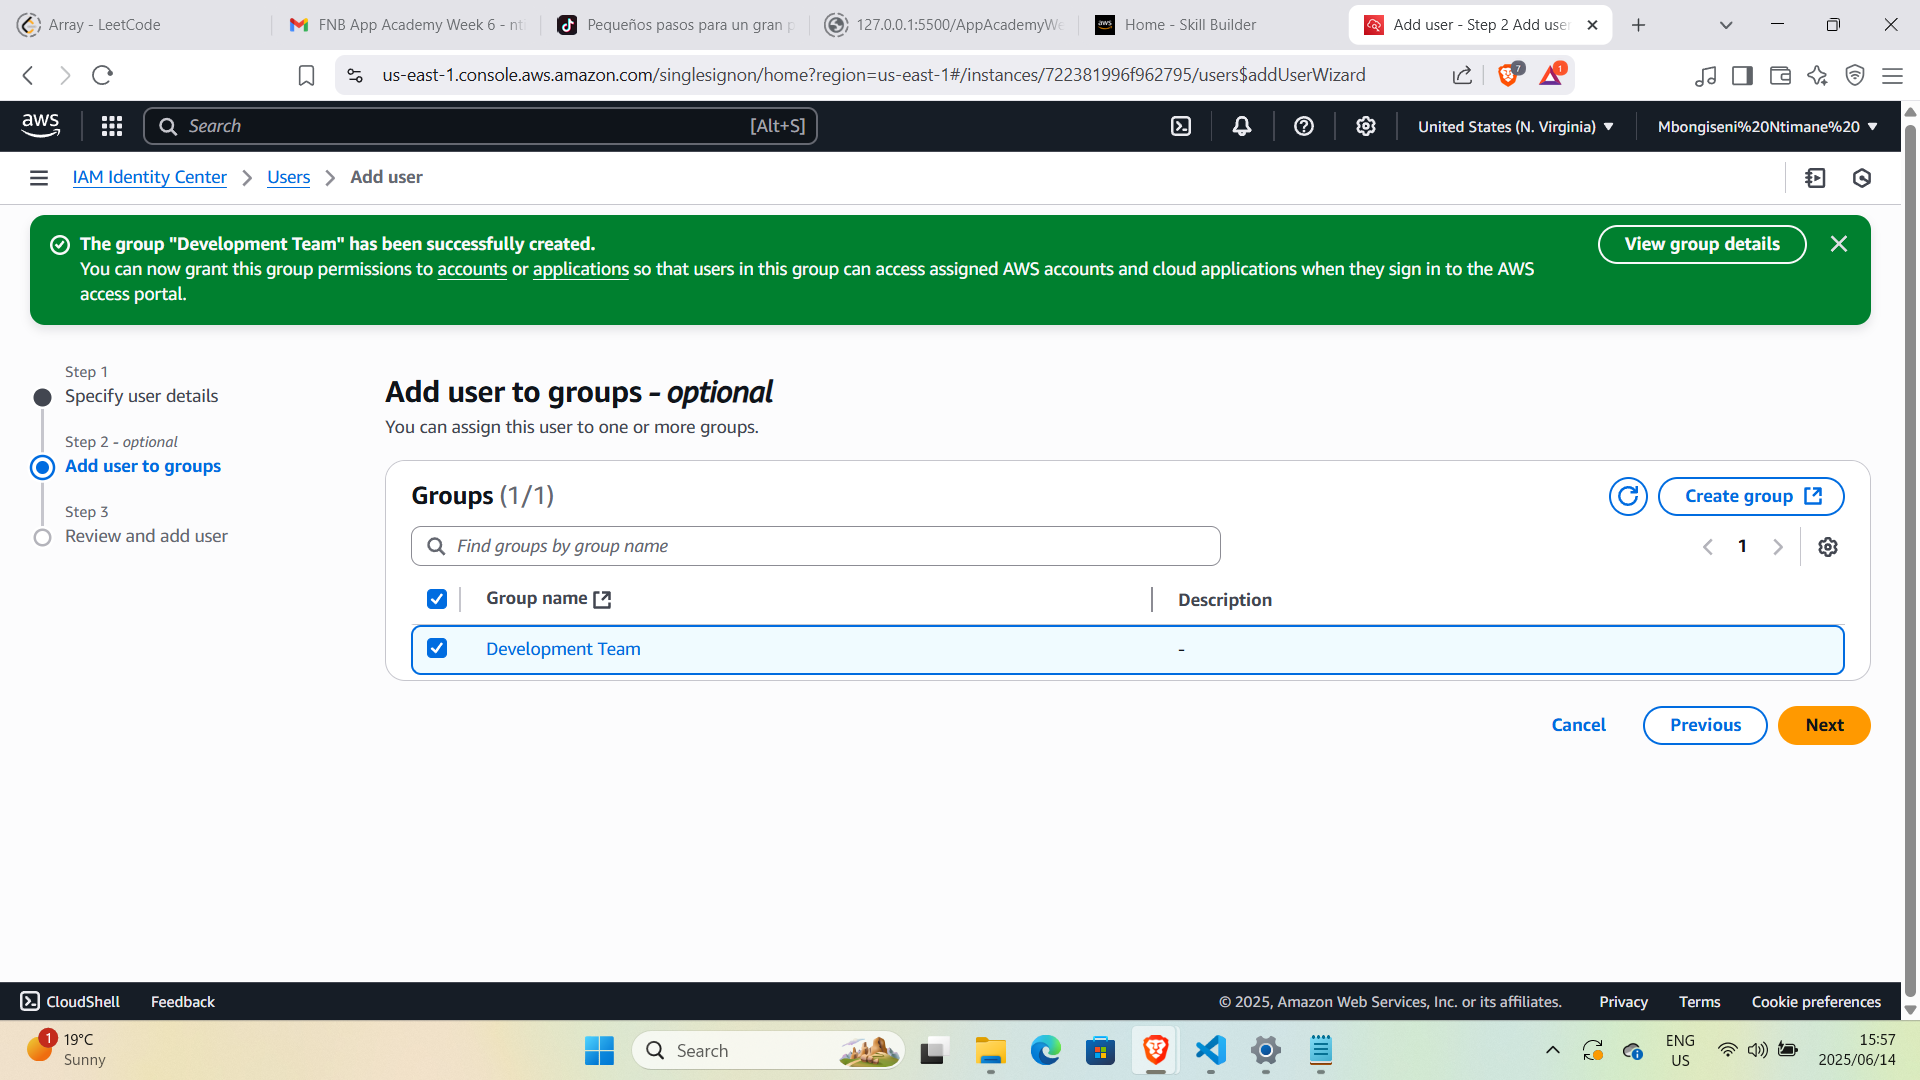 Array - LeetCode
FNB App Academy Week 6 - nt
Pequeños pasos para un gran p
127.0.0.1:5500/AppAcademyWe
aws
Home - Skill Builder
Add user - Step 2 Add user
us-east-1.console.aws.amazon.com/singlesignon/home?region=us-east-1#/instances/722381996f962795/users$addUserWizard
7
1
aws
Search
[Alt+S]
United States (N. Virginia)
Mbongiseni%20Ntimane%20
IAM Identity Center
Users
Add user
The group "Development Team" has been successfully created.
You can now grant this group permissions to accounts or applications so that users in this group can access assigned AWS accounts and cloud applications when they sign in to the AWS
access portal.
View group details
Step 1
Specify user details
Step 2 - optional
Add user to groups
Step 3
Review and add user
Add user to groups - optional
You can assign this user to one or more groups.
Groups (1/1)
Create group
Find groups by group name
1
Group name
Description
Development Team
-
Cancel
Previous
Next
CloudShell
Feedback
© 2025, Amazon Web Services, Inc. or its affiliates.
Privacy
Terms
Cookie preferences
1
19°C
Sunny
Search
ENG
US
15:57
2025/06/14